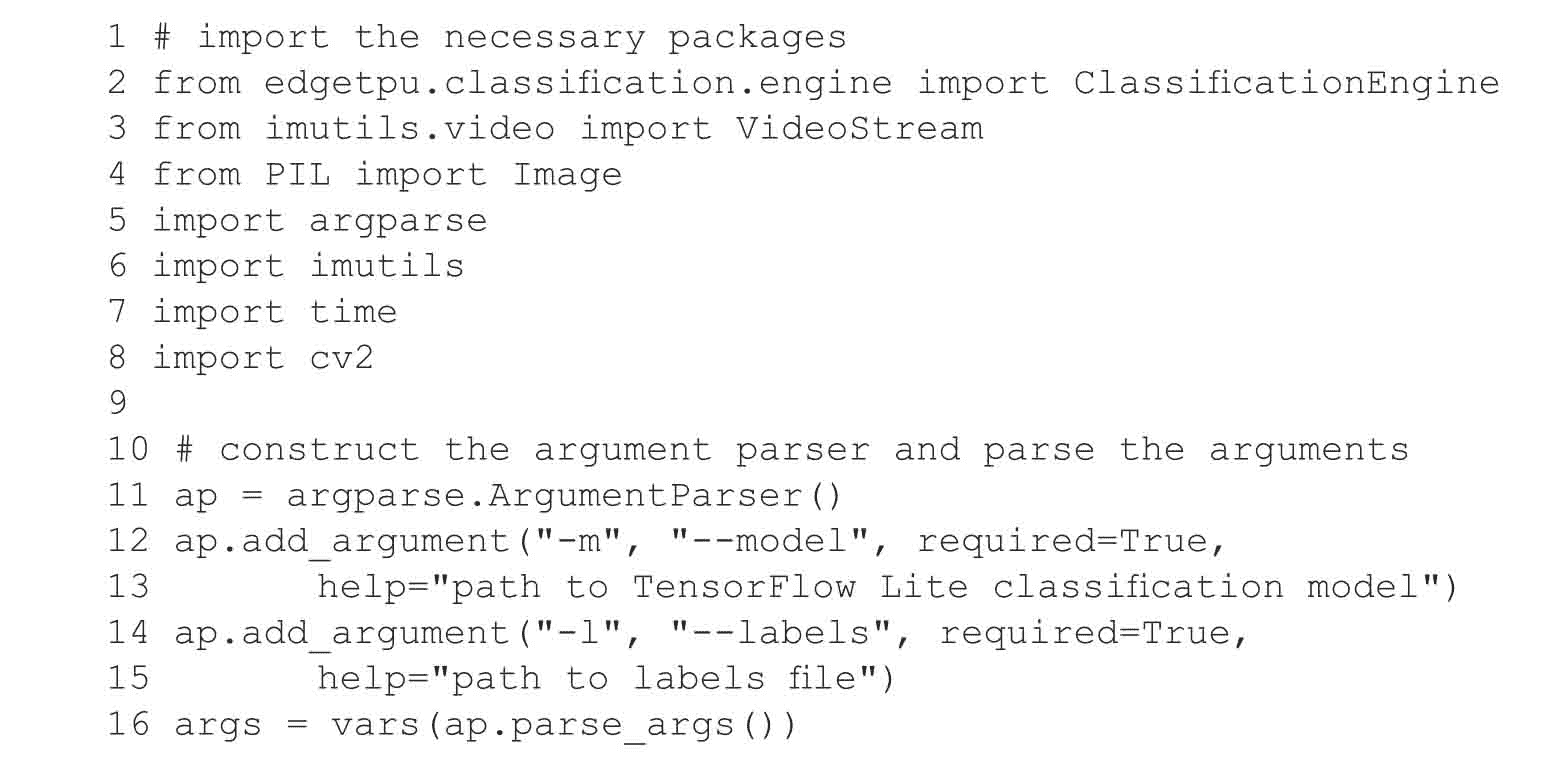 1 # import the necessary packages
2 from edgetpu.classification.engine import ClassificationEngine
3 from imutils.video import VideoStream
4 from PIL import Image
5 import argparse
6 import imutils
7 import time
8 import cv2
9
10 # construct the argument parser and parse the arguments
11 ap = argparse.ArgumentParser()
12 ap.add_argument("-m", "--model", required=True,
13 help="path to TensorFlow Lite classification model")
14 ap.add_argument("-l", "--labels", required=True,
15 help="path to labels file")
16 args = vars(ap.parse_args())